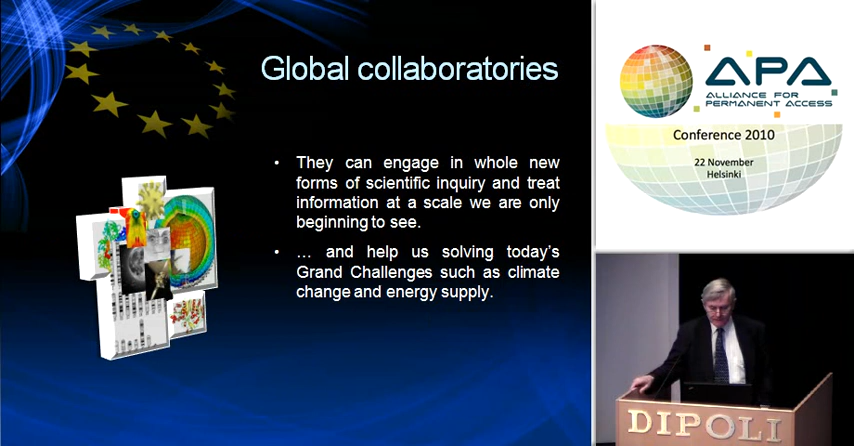 Global collaboratories
• They can engage in whole new
forms of scientific inquiry and treat
information at a scale we are only
beginning to see.
• … and help us solving today's
Grand Challenges such as climate
change and energy supply.
APA
ALLIANCE FOR
PERMANENT ACCESS
Conference 2010
22 November
Helsinki
DIPOLI